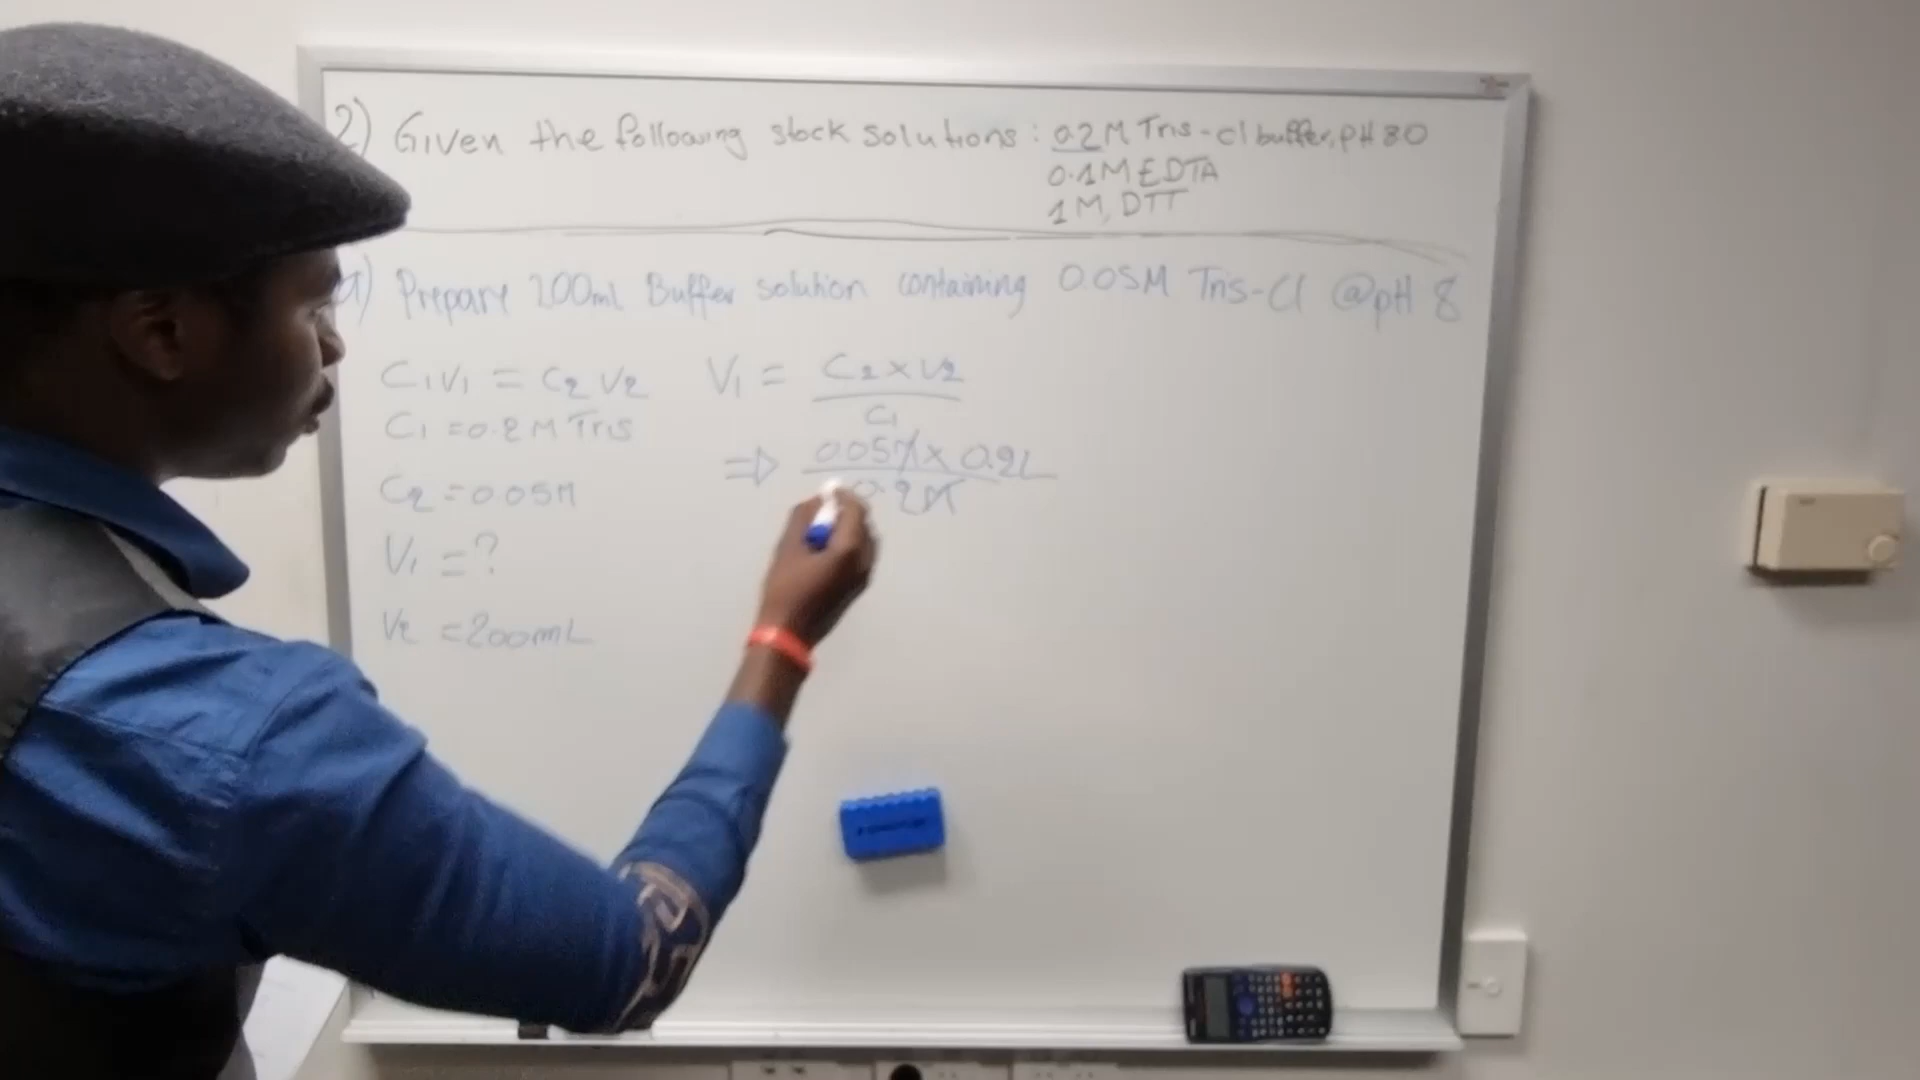 2) Given the following stock solutions: 0.2M Tris-cl buffer, pH 80
0.1M EDTA
1M, DTT
a) Prepare 200ml Buffer solution containing 0.05M Tris-Cl @pH 8
C1V1 = C2V2
V1 = C2 x V2
C1
C1 = 0.2M Tris
⇒ 0.05M x 0.2L
0.2M
C2 = 0.05M
V1 = ?
V2 = 200mL